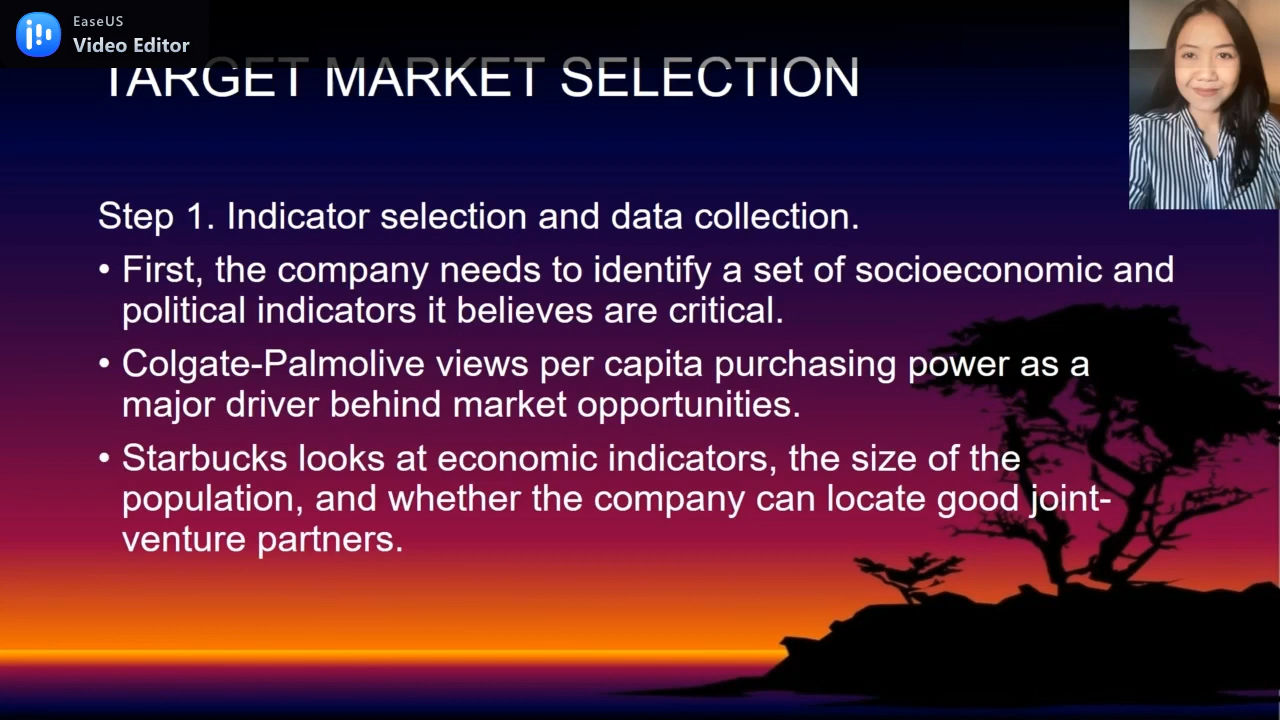 EaseUS
Video Editor
TARGET MARKET SELECTION
Step 1. Indicator selection and data collection.
• First, the company needs to identify a set of socioeconomic and
political indicators it believes are critical.
• Colgate-Palmolive views per capita purchasing power as a
major driver behind market opportunities.
• Starbucks looks at economic indicators, the size of the
population, and whether the company can locate good joint-
venture partners.